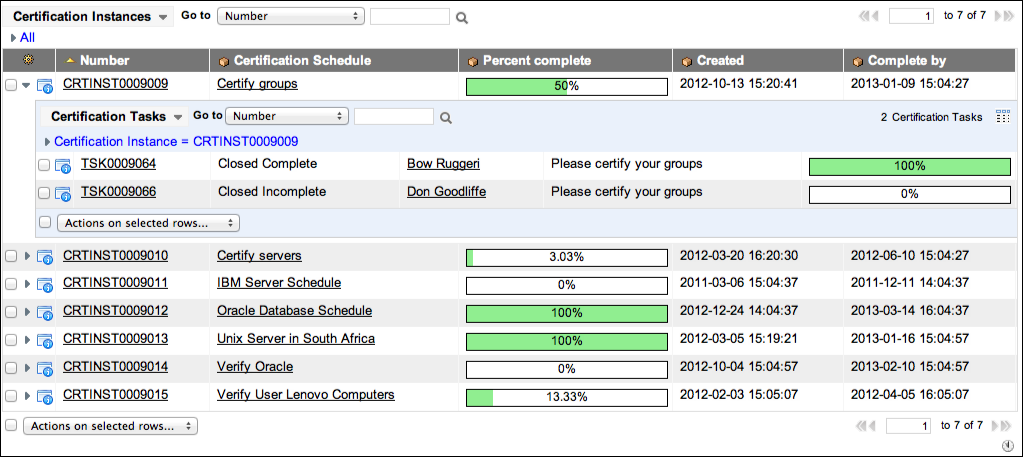 Certification Instances Go to Number 1 to 7 of 7
All
Number Certification Schedule Percent complete Created Complete by
CRTINST0009009 Certify groups 50% 2012-10-13 15:20:41 2013-01-09 15:04:27
Certification Tasks Go to Number 2 Certification Tasks
Certification Instance = CRTINST0009009
TSK0009064 Closed Complete Bow Ruggeri Please certify your groups 100%
TSK0009066 Closed Incomplete Don Goodliffe Please certify your groups 0%
Actions on selected rows...
CRTINST0009010 Certify servers 3.03% 2012-03-20 16:20:30 2012-06-10 15:04:27
CRTINST0009011 IBM Server Schedule 0% 2011-03-06 15:04:37 2011-12-11 14:04:37
CRTINST0009012 Oracle Database Schedule 100% 2012-12-24 14:04:37 2013-03-14 16:04:37
CRTINST0009013 Unix Server in South Africa 100% 2012-03-05 15:19:21 2013-01-16 15:04:57
CRTINST0009014 Verify Oracle 0% 2012-10-04 15:04:57 2013-02-10 15:04:57
CRTINST0009015 Verify User Lenovo Computers 13.33% 2012-02-03 15:05:07 2012-04-05 16:05:07
Actions on selected rows... 1 to 7 of 7